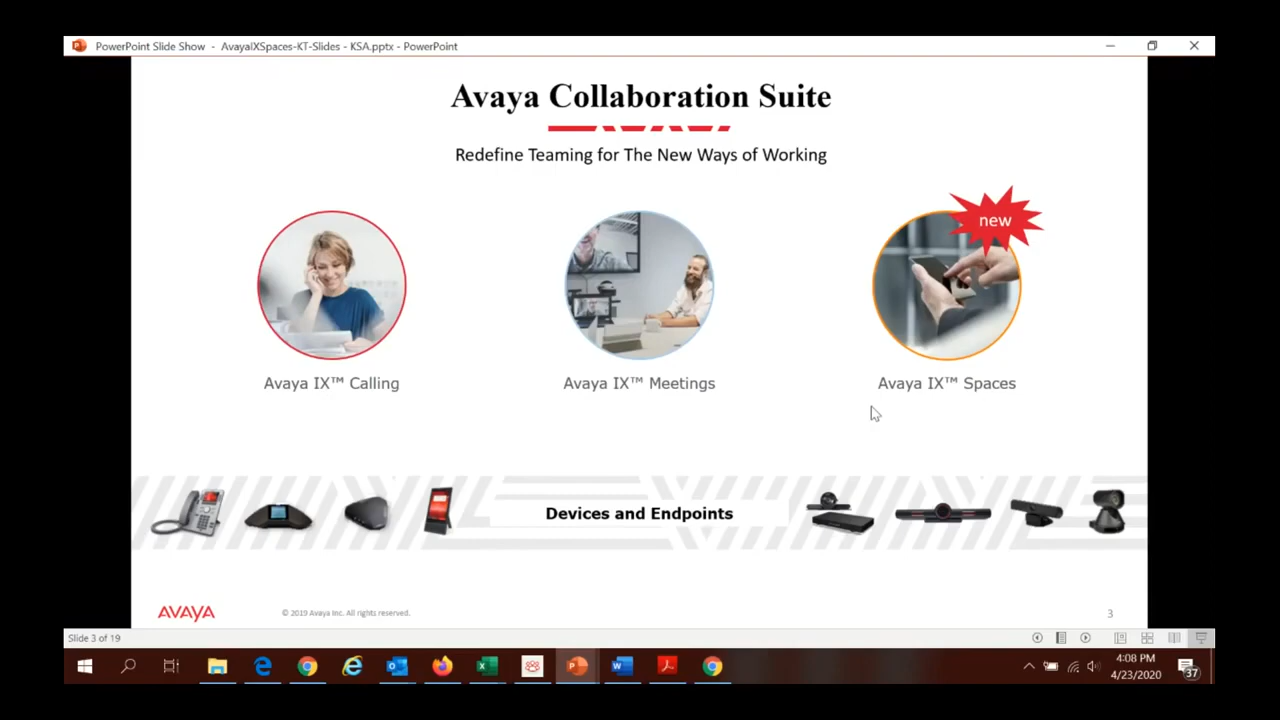 PowerPoint Slide Show - AvayaIXSpaces-KT-Slides - KSA.pptx - PowerPoint
Avaya Collaboration Suite
AVAYA
Redefine Teaming for The New Ways of Working
new
Avaya IX™ Calling
Avaya IX™ Meetings
Avaya IX™ Spaces
Devices and Endpoints
AVAYA
© 2019 Avaya Inc. All rights reserved.
3
Slide 3 of 19
4:08 PM
4/23/2020
37